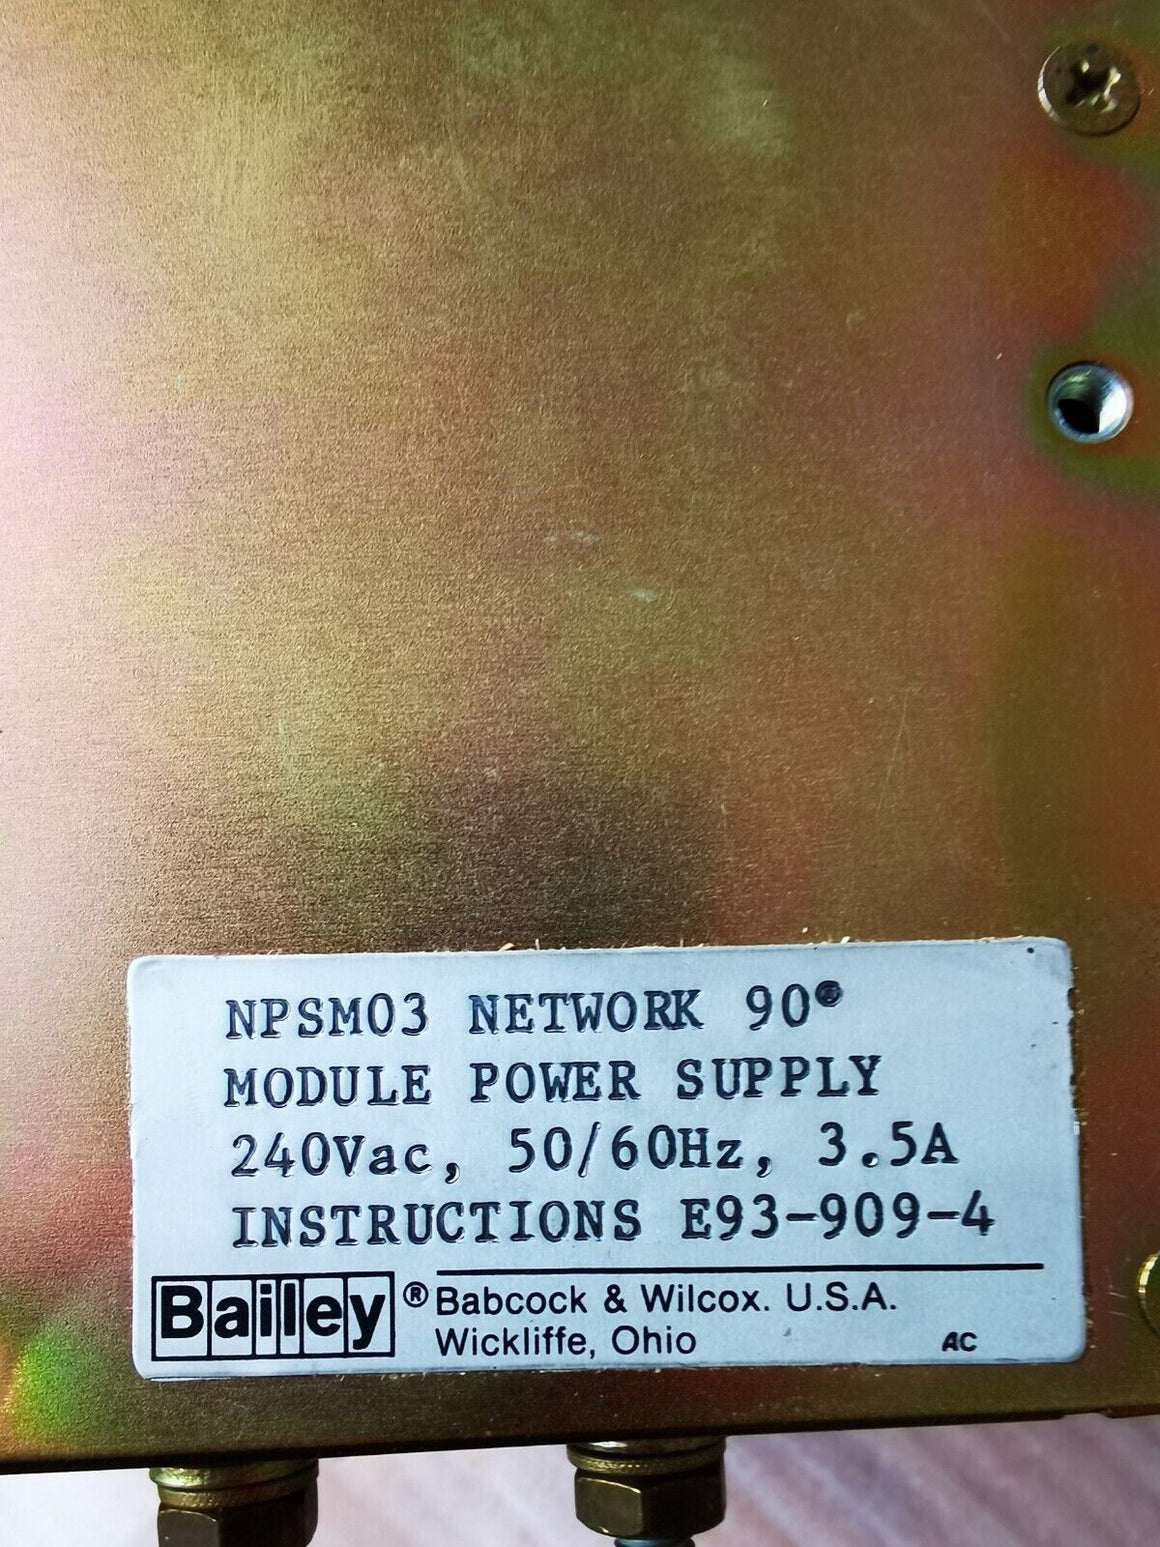 NPSM03 NETWORK 90®
MODULE POWER SUPPLY
240Vac, 50/60Hz, 3.5A
INSTRUCTIONS E93-909-4
Bailey® Babcock & Wilcox. U.S.A.
Wickliffe, Ohio AC